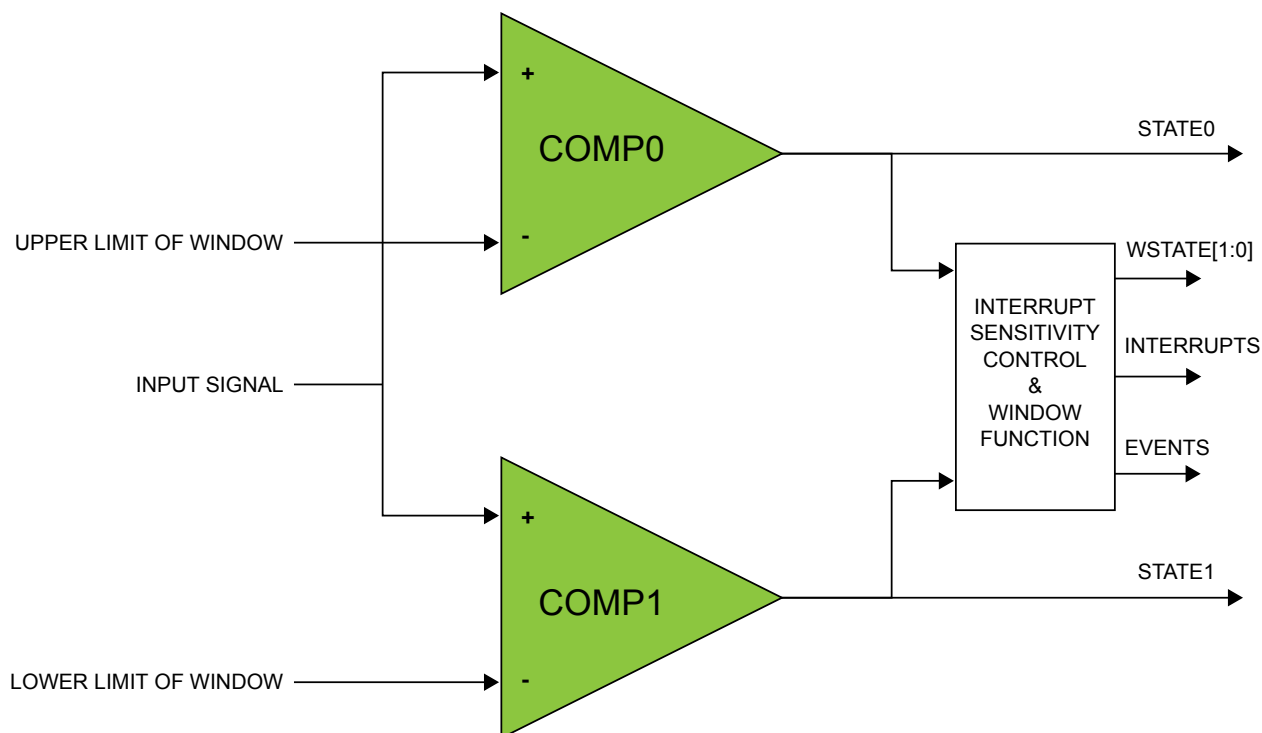 +
COMP0
-
STATE0
UPPER LIMIT OF WINDOW
WSTATE[1:0]
INTERRUPT
SENSITIVITY
CONTROL
&
WINDOW
FUNCTION
INTERRUPTS
EVENTS
INPUT SIGNAL
+
COMP1
-
STATE1
LOWER LIMIT OF WINDOW